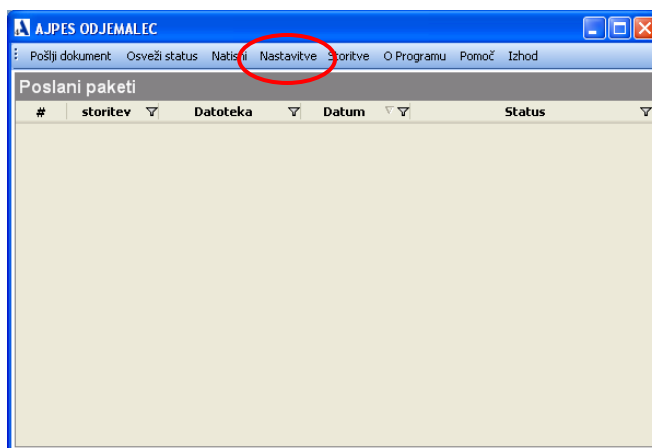 AJPES ODJEMALEC
Pošlji dokument Osveži status Natisni Nastavitve Storitve O Programu Pomoč Izhod
Poslani paketi
# storitev Datoteka Datum Status